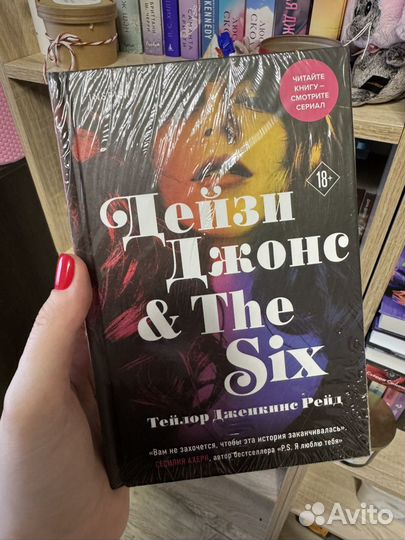 KENNEDY
ЧИТАЙТЕ
КНИГУ –
СМОТРИТЕ
СЕРИАЛ
18+
Дейзи
Джонс
& The
Six
Тейлор Дженкинс Рейд
«Вам не захочется, чтобы эта история заканчивалась».
СЕСИЛИЯ АХЕРН, автор бестселлера «P.S. Я люблю тебя»
Avito